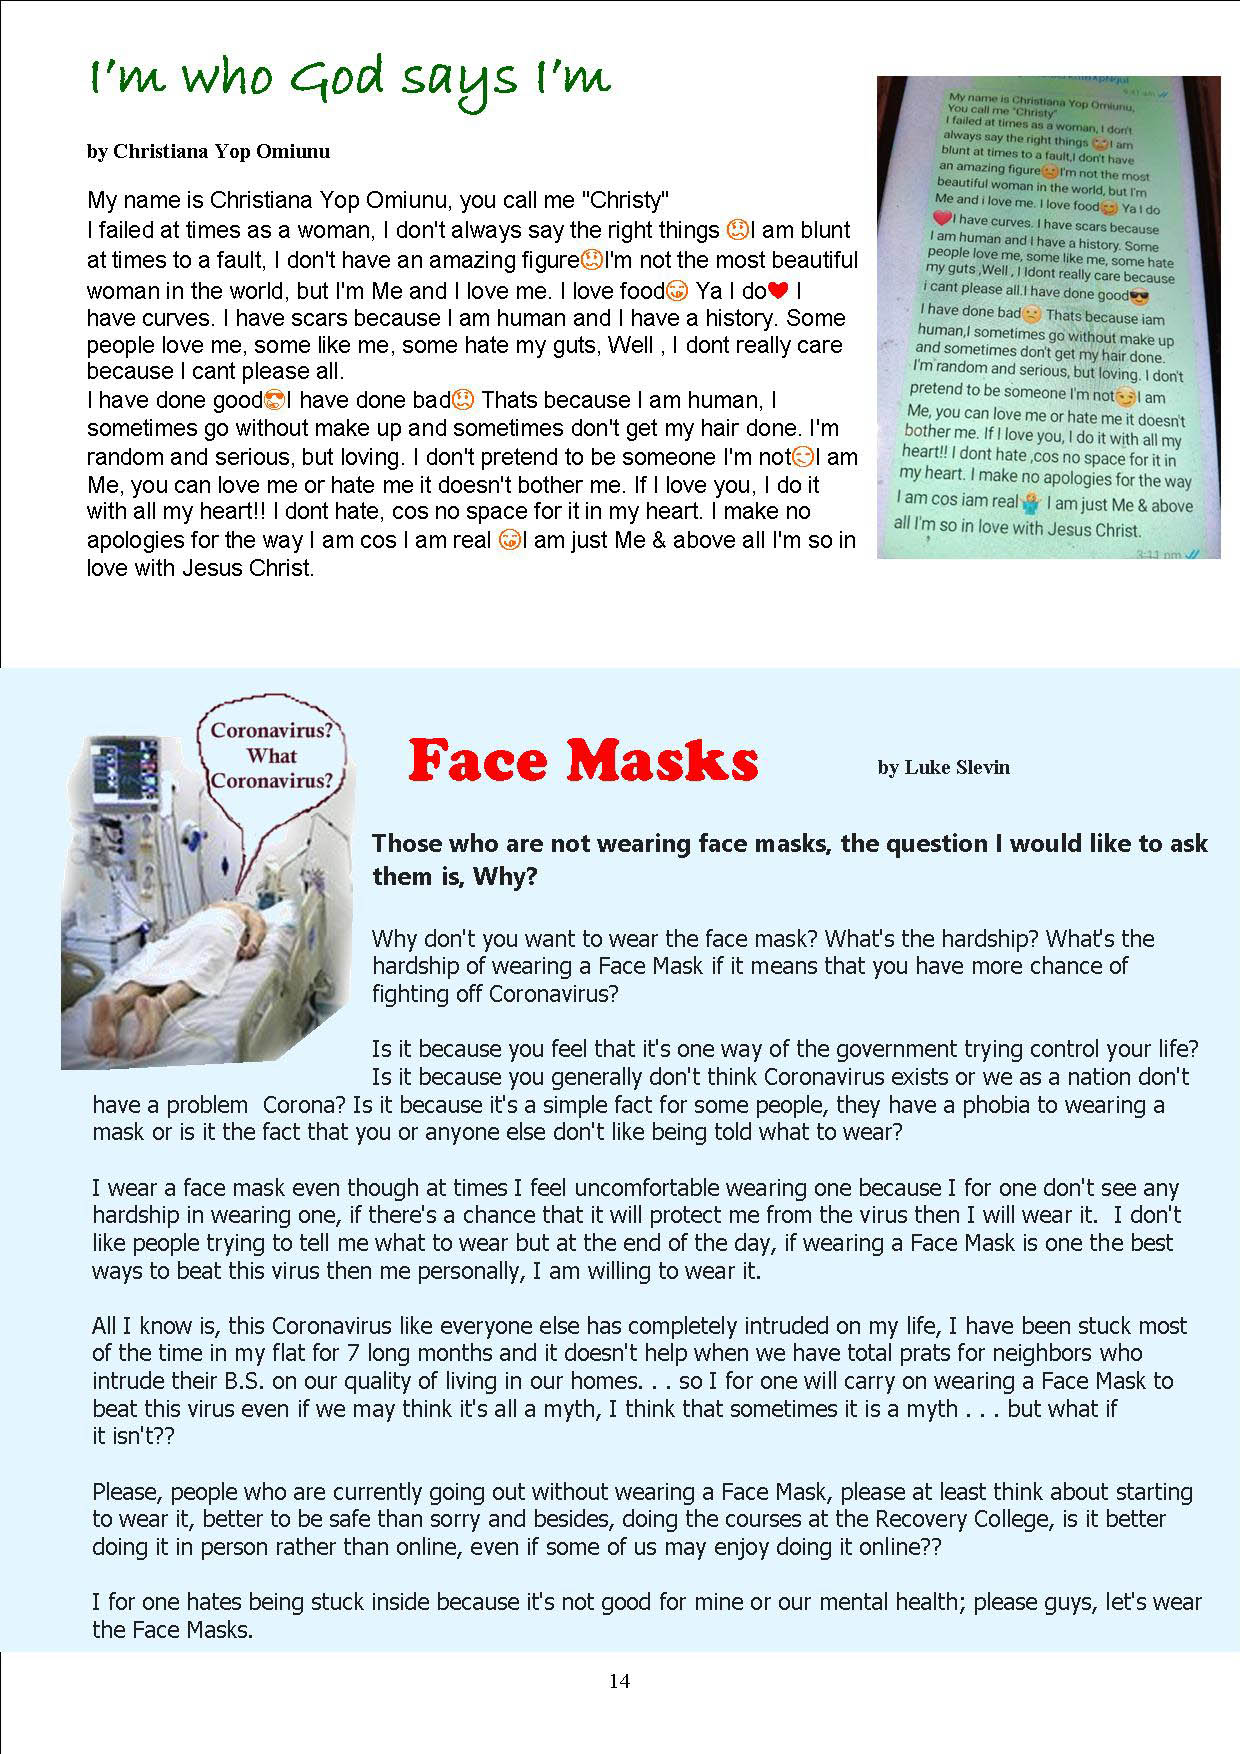 I'm who God says I'm
by Christiana Yop Omiunu
My name is Christiana Yop Omiunu, you call me "Christy"
I failed at times as a woman, I don't always say the right things 😟I am blunt
at times to a fault, I don't have an amazing figure😟I'm not the most beautiful
woman in the world, but I'm Me and I love me. I love food😋 Ya I do❤ I
have curves. I have scars because I am human and I have a history. Some
people love me, some like me, some hate my guts, Well , I dont really care
because I cant please all.
I have done good😎I have done bad😟 Thats because I am human, I
sometimes go without make up and sometimes don't get my hair done. I'm
random and serious, but loving. I don't pretend to be someone I'm not😏I am
Me, you can love me or hate me it doesn't bother me. If I love you, I do it
with all my heart!! I dont hate, cos no space for it in my heart. I make no
apologies for the way I am cos I am real 😋I am just Me & above all I'm so in
love with Jesus Christ.
9:41 am
My name is Christiana Yop Omiunu,
You call me "Christy"
I failed at times as a woman, I don't
always say the right things 🙄I am
blunt at times to a fault,I don't have
an amazing figure😟I'm not the most
beautiful woman in the world, but I'm
Me and i love me. I love food😋 Ya I do
❤I have curves. I have scars because
I am human and I have a history. Some
people love me, some like me, some hate
my guts ,Well , I Idont really care because
i cant please all.I have done good😎
I have done bad😟 Thats because iam
human,I sometimes go without make up
and sometimes don't get my hair done.
I'm random and serious, but loving. I don't
pretend to be someone I'm not😏I am
Me, you can love me or hate me it doesn't
bother me. If I love you, I do it with all my
heart!! I dont hate ,cos no space for it in
my heart. I make no apologies for the way
I am cos iam real🤷 I am just Me & above
all I'm so in love with Jesus Christ.
3:11 pm
Coronavirus?
What
Coronavirus?
Face Masks
by Luke Slevin
Those who are not wearing face masks, the question I would like to ask
them is, Why?
Why don't you want to wear the face mask? What's the hardship? What's the
hardship of wearing a Face Mask if it means that you have more chance of
fighting off Coronavirus?
Is it because you feel that it's one way of the government trying control your life?
Is it because you generally don't think Coronavirus exists or we as a nation don't
have a problem  Corona? Is it because it's a simple fact for some people, they have a phobia to wearing a
mask or is it the fact that you or anyone else don't like being told what to wear?
I wear a face mask even though at times I feel uncomfortable wearing one because I for one don't see any
hardship in wearing one, if there's a chance that it will protect me from the virus then I will wear it.  I don't
like people trying to tell me what to wear but at the end of the day, if wearing a Face Mask is one the best
ways to beat this virus then me personally, I am willing to wear it.
All I know is, this Coronavirus like everyone else has completely intruded on my life, I have been stuck most
of the time in my flat for 7 long months and it doesn't help when we have total prats for neighbors who
intrude their B.S. on our quality of living in our homes. . . so I for one will carry on wearing a Face Mask to
beat this virus even if we may think it's all a myth, I think that sometimes it is a myth . . . but what if
it isn't??
Please, people who are currently going out without wearing a Face Mask, please at least think about starting
to wear it, better to be safe than sorry and besides, doing the courses at the Recovery College, is it better
doing it in person rather than online, even if some of us may enjoy doing it online??
I for one hates being stuck inside because it's not good for mine or our mental health; please guys, let's wear
the Face Masks.
14